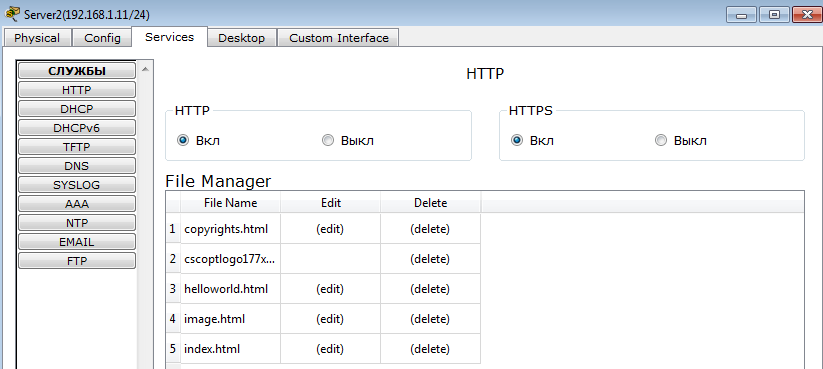 Server2(192.168.1.11/24)
Physical Config Services Desktop Custom Interface
СЛУЖБЫ
HTTP
DHCP
DHCPv6
TFTP
DNS
SYSLOG
AAA
NTP
EMAIL
FTP
HTTP
HTTP HTTPS
Вкл Выкл Вкл Выкл
File Manager
File Name Edit Delete
1 copyrights.html (edit) (delete)
2 cscoptlogo177x... (delete)
3 helloworld.html (edit) (delete)
4 image.html (edit) (delete)
5 index.html (edit) (delete)